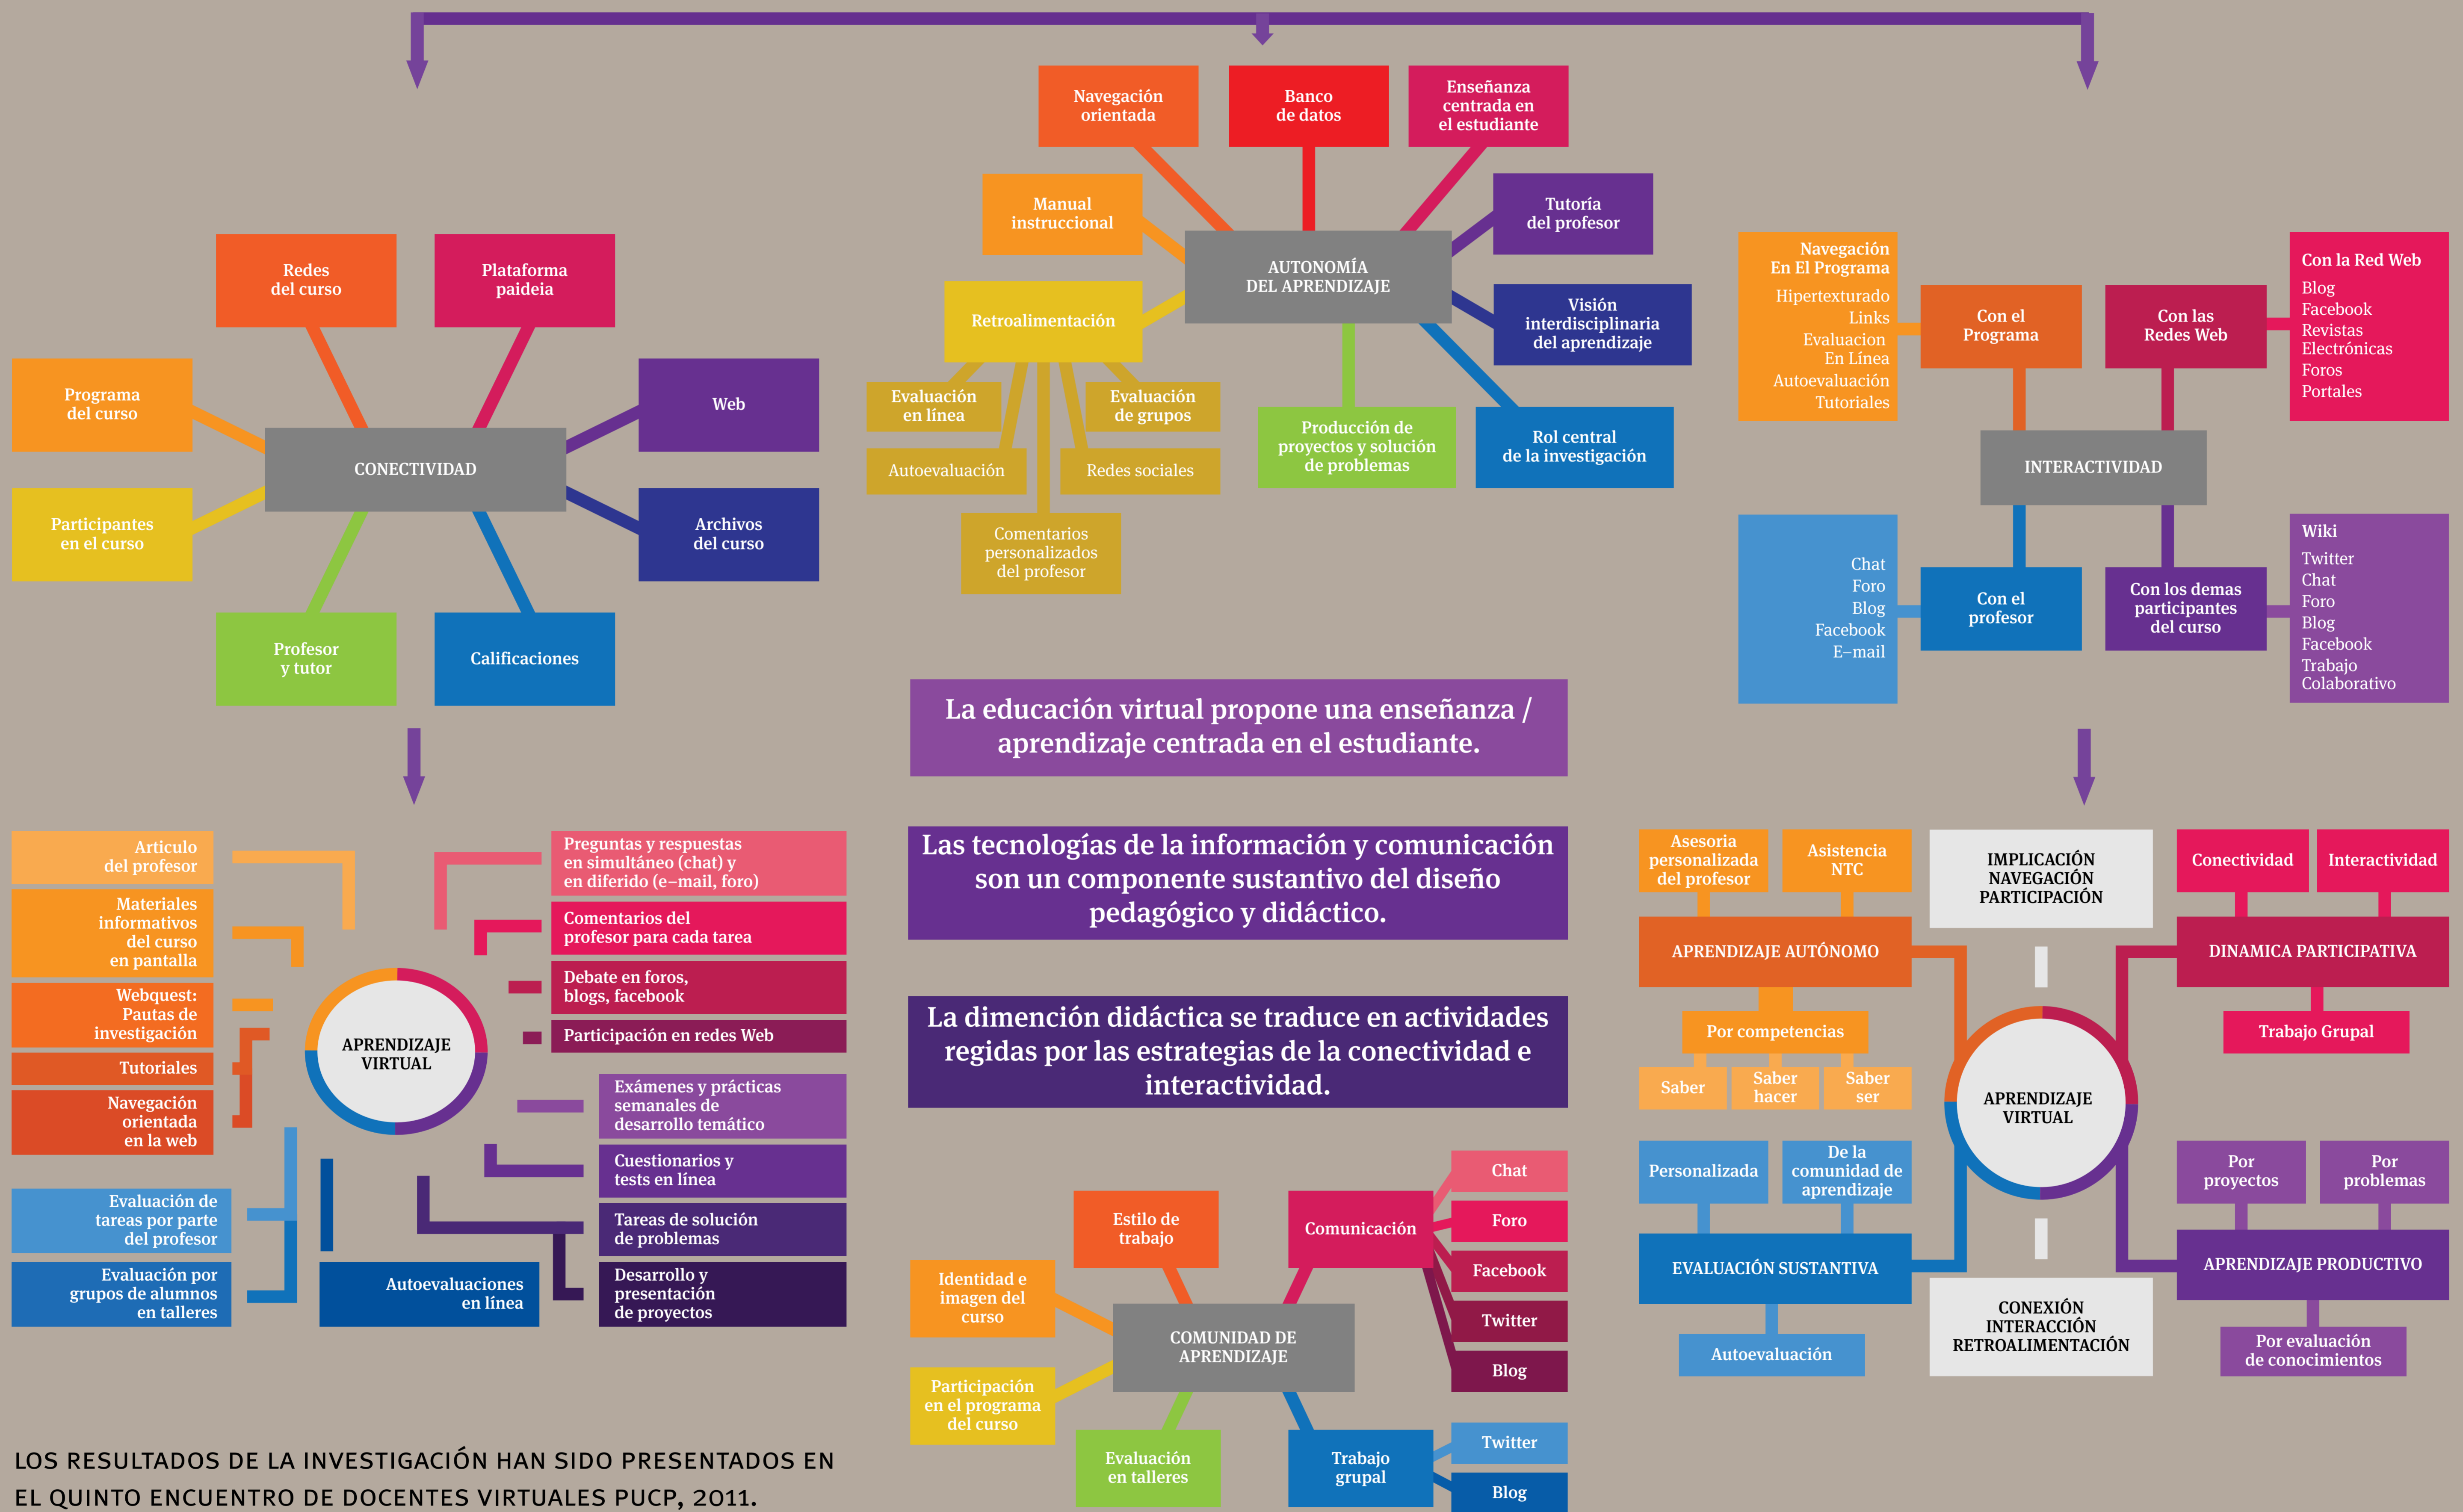 Redes
del curso
Plataforma
paideia
Programa
del curso
Web
CONECTIVIDAD
Participantes
en el curso
Archivos
del curso
Profesor
y tutor
Calificaciones
Navegación
orientada
Banco
de datos
Enseñanza
centrada en
el estudiante
Manual
instruccional
Tutoría
del profesor
AUTONOMÍA
DEL APRENDIZAJE
Retroalimentación
Visión
interdisciplinaria
del aprendizaje
Evaluación
en línea
Evaluación
de grupos
Autoevaluación
Redes sociales
Comentarios
personalizados
del profesor
Producción de
proyectos y solución
de problemas
Rol central
de la investigación
Navegación
En El Programa
Hipertexturado
Links
Evaluacion
En Línea
Autoevaluación
Tutoriales
Con el
Programa
Con las
Redes Web
Con la Red Web
Blog
Facebook
Revistas
Electrónicas
Foros
Portales
INTERACTIVIDAD
Chat
Foro
Blog
Facebook
E–mail
Con el
profesor
Con los demas
participantes
del curso
Wiki
Twitter
Chat
Foro
Blog
Facebook
Trabajo
Colaborativo
La educación virtual propone una enseñanza /
aprendizaje centrada en el estudiante.
Las tecnologías de la información y comunicación
son un componente sustantivo del diseño
pedagógico y didáctico.
La dimención didáctica se traduce en actividades
regidas por las estrategias de la conectividad e
interactividad.
Articulo
del profesor
Materiales
informativos
del curso
en pantalla
Webquest:
Pautas de
investigación
Tutoriales
Navegación
orientada
en la web
Evaluación de
tareas por parte
del profesor
Evaluación por
grupos de alumnos
en talleres
APRENDIZAJE
VIRTUAL
Autoevaluaciones
en línea
Preguntas y respuestas
en simultáneo (chat) y
en diferido (e–mail, foro)
Comentarios del
profesor para cada tarea
Debate en foros,
blogs, facebook
Participación en redes Web
Exámenes y prácticas
semanales de
desarrollo temático
Cuestionarios y
tests en línea
Tareas de solución
de problemas
Desarrollo y
presentación
de proyectos
Estilo de
trabajo
Comunicación
Chat
Foro
Facebook
Twitter
Blog
Identidad e
imagen del
curso
COMUNIDAD DE
APRENDIZAJE
Participación
en el programa
del curso
Evaluación
en talleres
Trabajo
grupal
Twitter
Blog
Asesoria
personalizada
del profesor
Asistencia
NTC
IMPLICACIÓN
NAVEGACIÓN
PARTICIPACIÓN
Conectividad
Interactividad
APRENDIZAJE AUTÓNOMO
DINAMICA PARTICIPATIVA
Por competencias
Trabajo Grupal
Saber
Saber
hacer
Saber
ser
APRENDIZAJE
VIRTUAL
Personalizada
De la
comunidad de
aprendizaje
Por
proyectos
Por
problemas
EVALUACIÓN SUSTANTIVA
APRENDIZAJE PRODUCTIVO
Autoevaluación
CONEXIÓN
INTERACCIÓN
RETROALIMENTACIÓN
Por evaluación
de conocimientos
LOS RESULTADOS DE LA INVESTIGACIÓN HAN SIDO PRESENTADOS EN
EL QUINTO ENCUENTRO DE DOCENTES VIRTUALES PUCP, 2011.